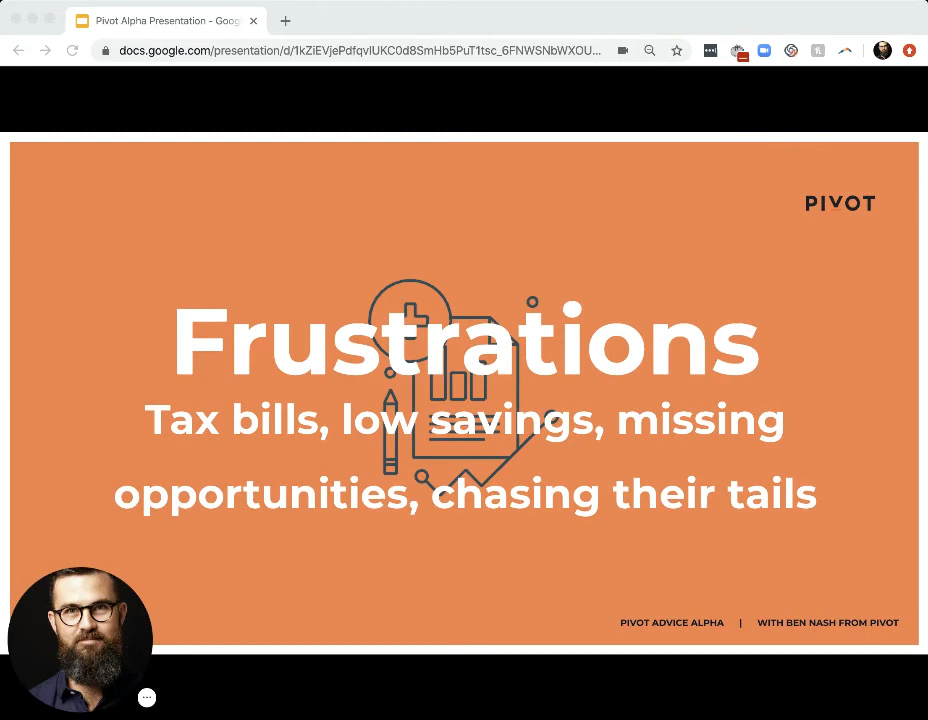 Pivot Alpha Presentation - Goog
docs.google.com/presentation/d/1kZiEVjePdfqvIUKC0d8SmHb5PuT1tsc_6FNWSNbWXOU...
PIVOT
Frustrations
Tax bills, low savings, missing
opportunities, chasing their tails
PIVOT ADVICE ALPHA | WITH BEN NASH FROM PIVOT